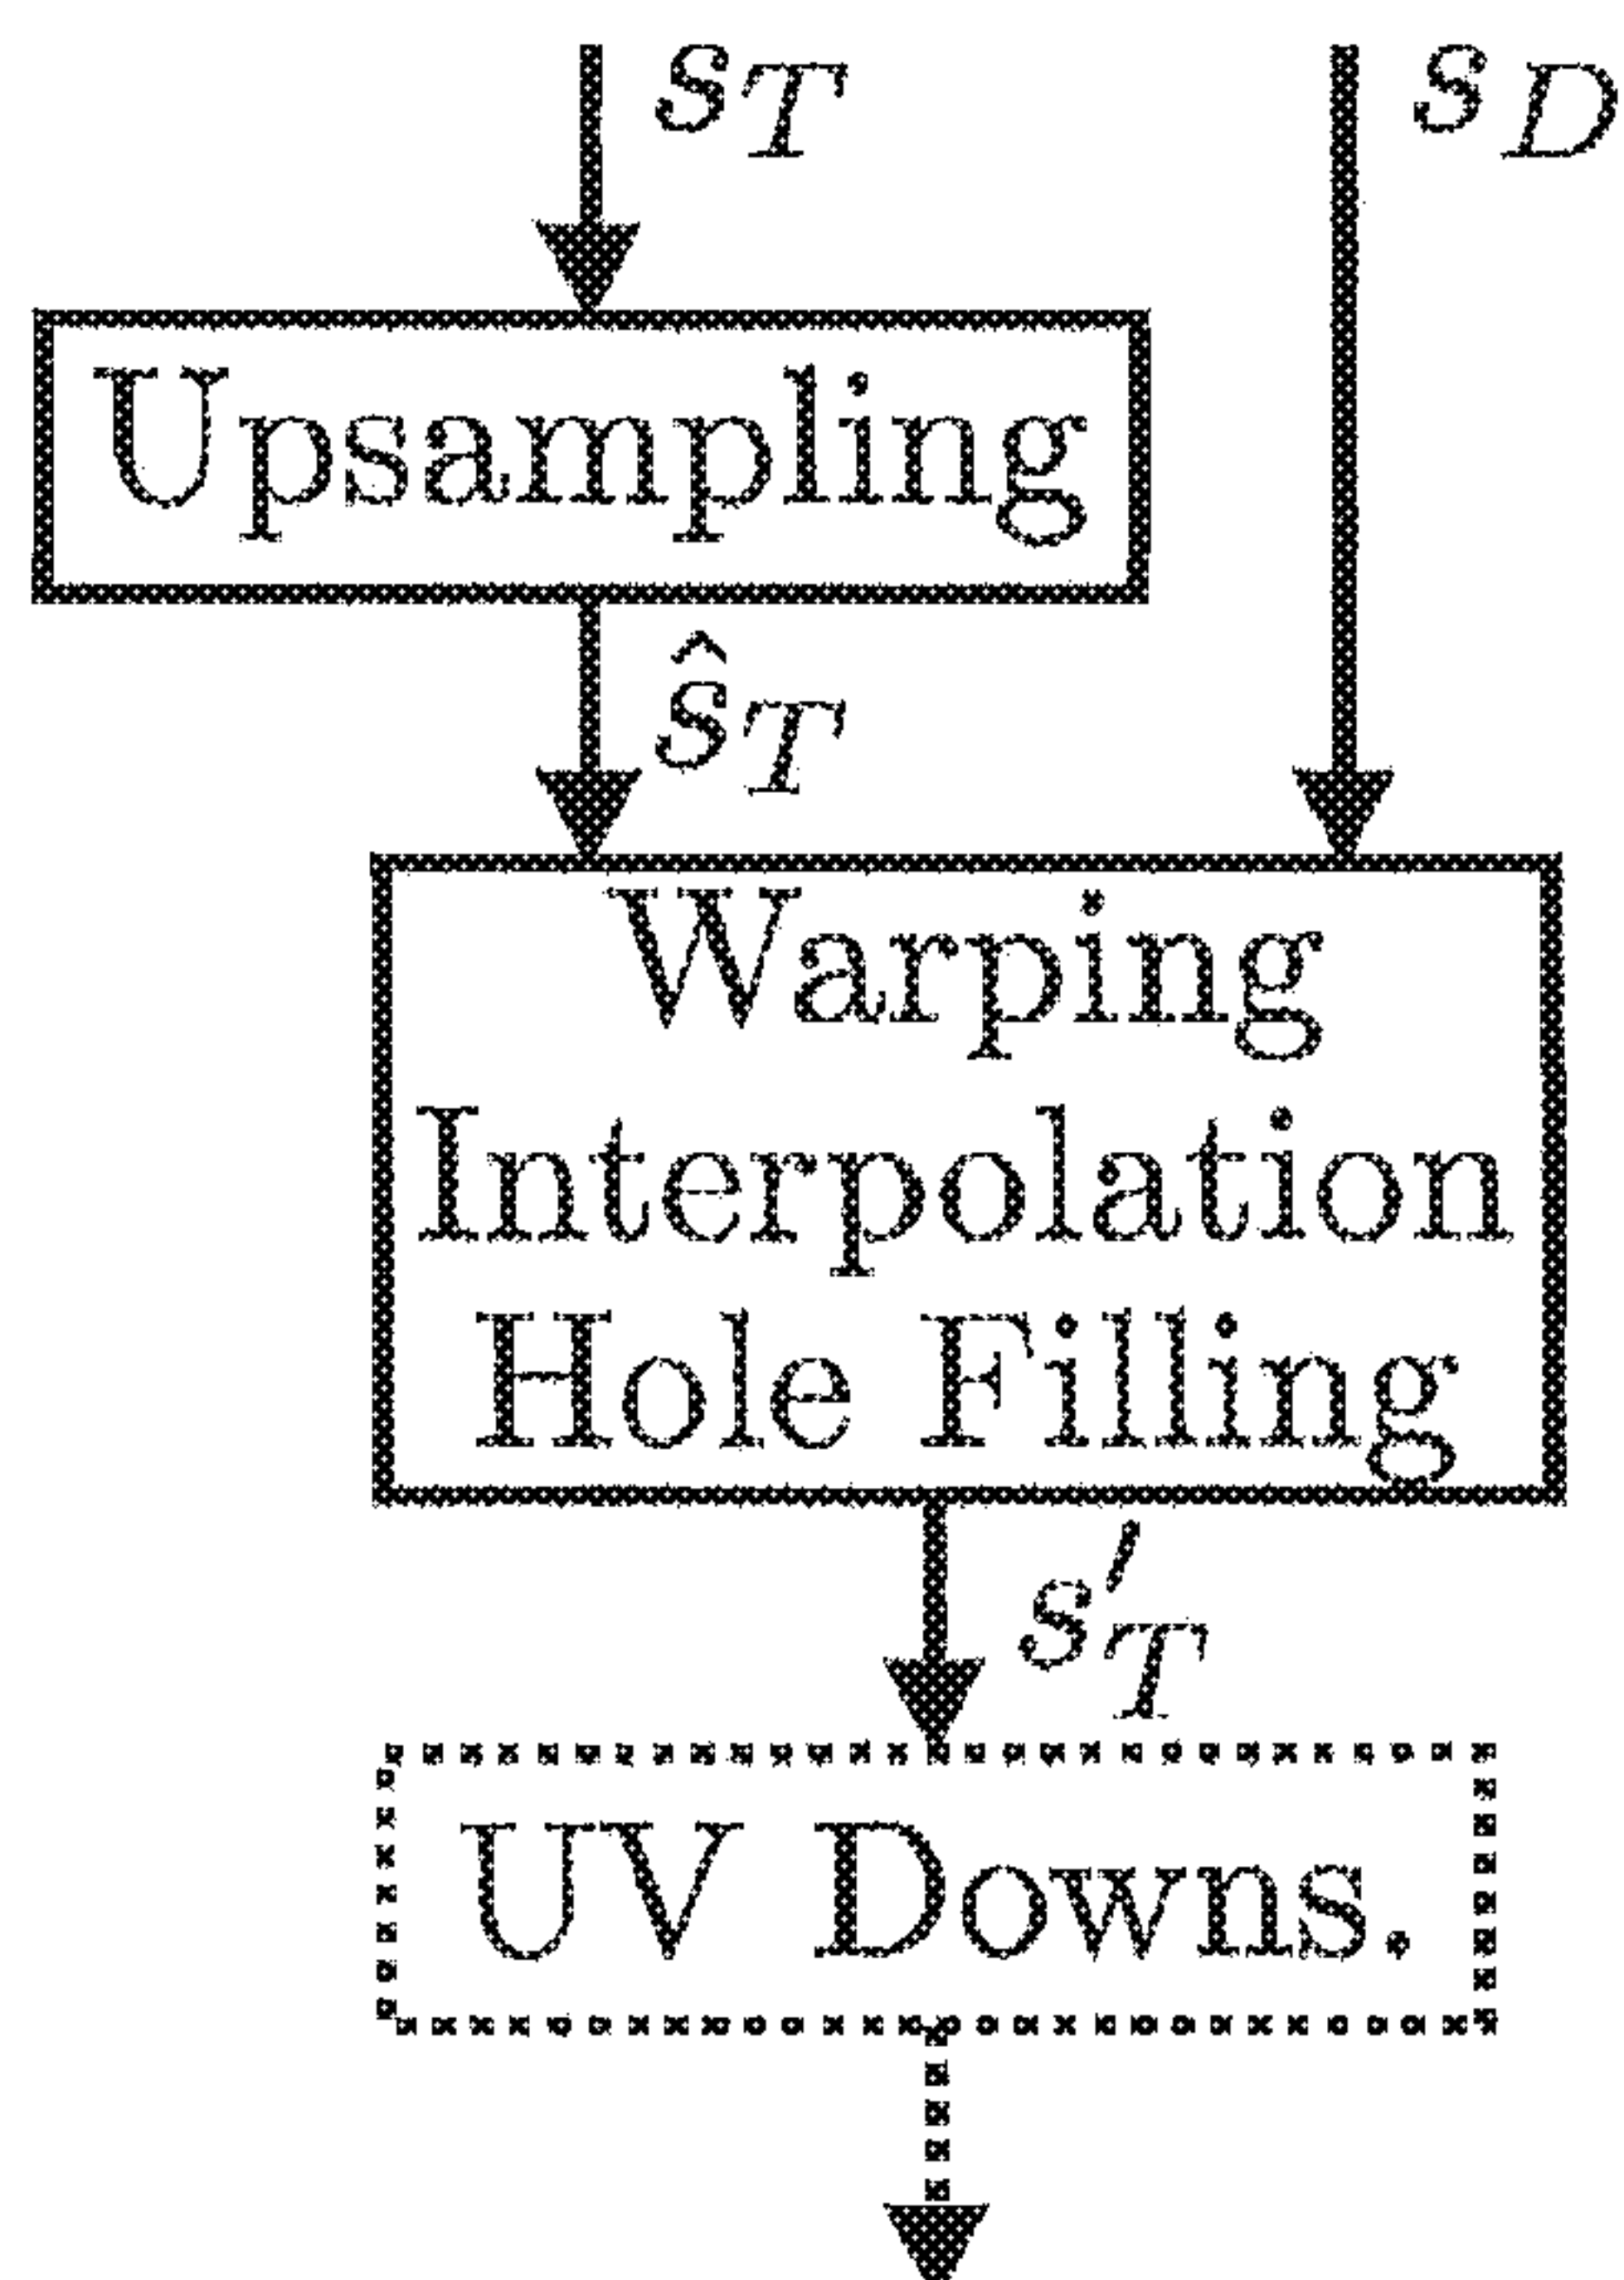 s_T s_D
Upsampling
ŝ_T
Warping
Interpolation
Hole Filling
s'_T
UV Downs.